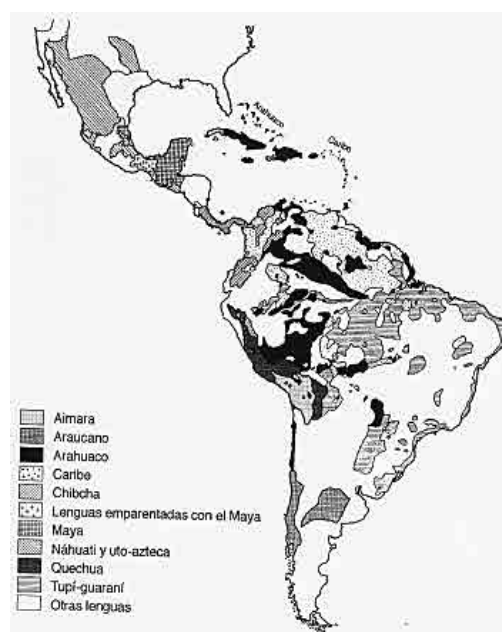 Arahuaco
Caribe
Aimara
Araucano
Arahuaco
Caribe
Chibcha
Lenguas emparentadas con el Maya
Maya
Náhuatl y uto-azteca
Quechua
Tupí-guaraní
Otras lenguas